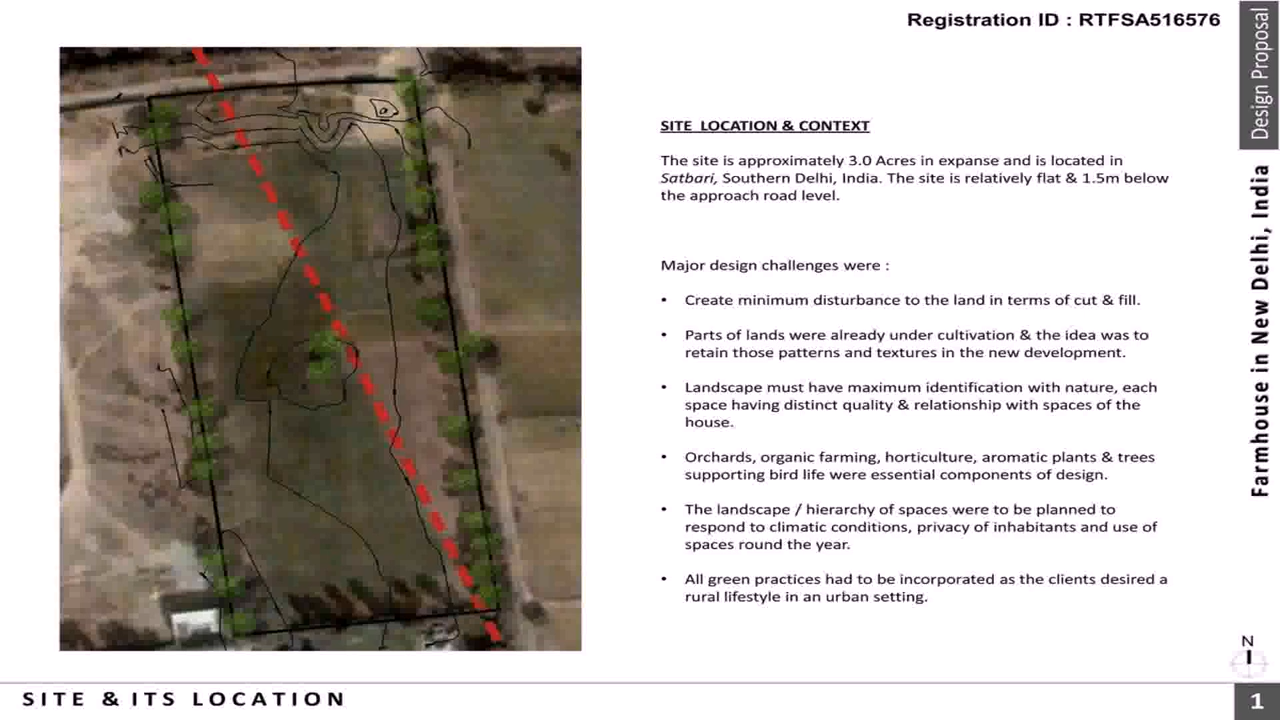 Registration ID : RTFSA516576
Design Proposal
Farmhouse in New Delhi, India
SITE LOCATION & CONTEXT
The site is approximately 3.0 Acres in expanse and is located in
Satbari, Southern Delhi, India. The site is relatively flat & 1.5m below
the approach road level.
Major design challenges were :
• Create minimum disturbance to the land in terms of cut & fill.
• Parts of lands were already under cultivation & the idea was to
retain those patterns and textures in the new development.
• Landscape must have maximum identification with nature, each
space having distinct quality & relationship with spaces of the
house.
• Orchards, organic farming, horticulture, aromatic plants & trees
supporting bird life were essential components of design.
• The landscape / hierarchy of spaces were to be planned to
respond to climatic conditions, privacy of inhabitants and use of
spaces round the year.
• All green practices had to be incorporated as the clients desired a
rural lifestyle in an urban setting.
N
SITE & ITS LOCATION
1